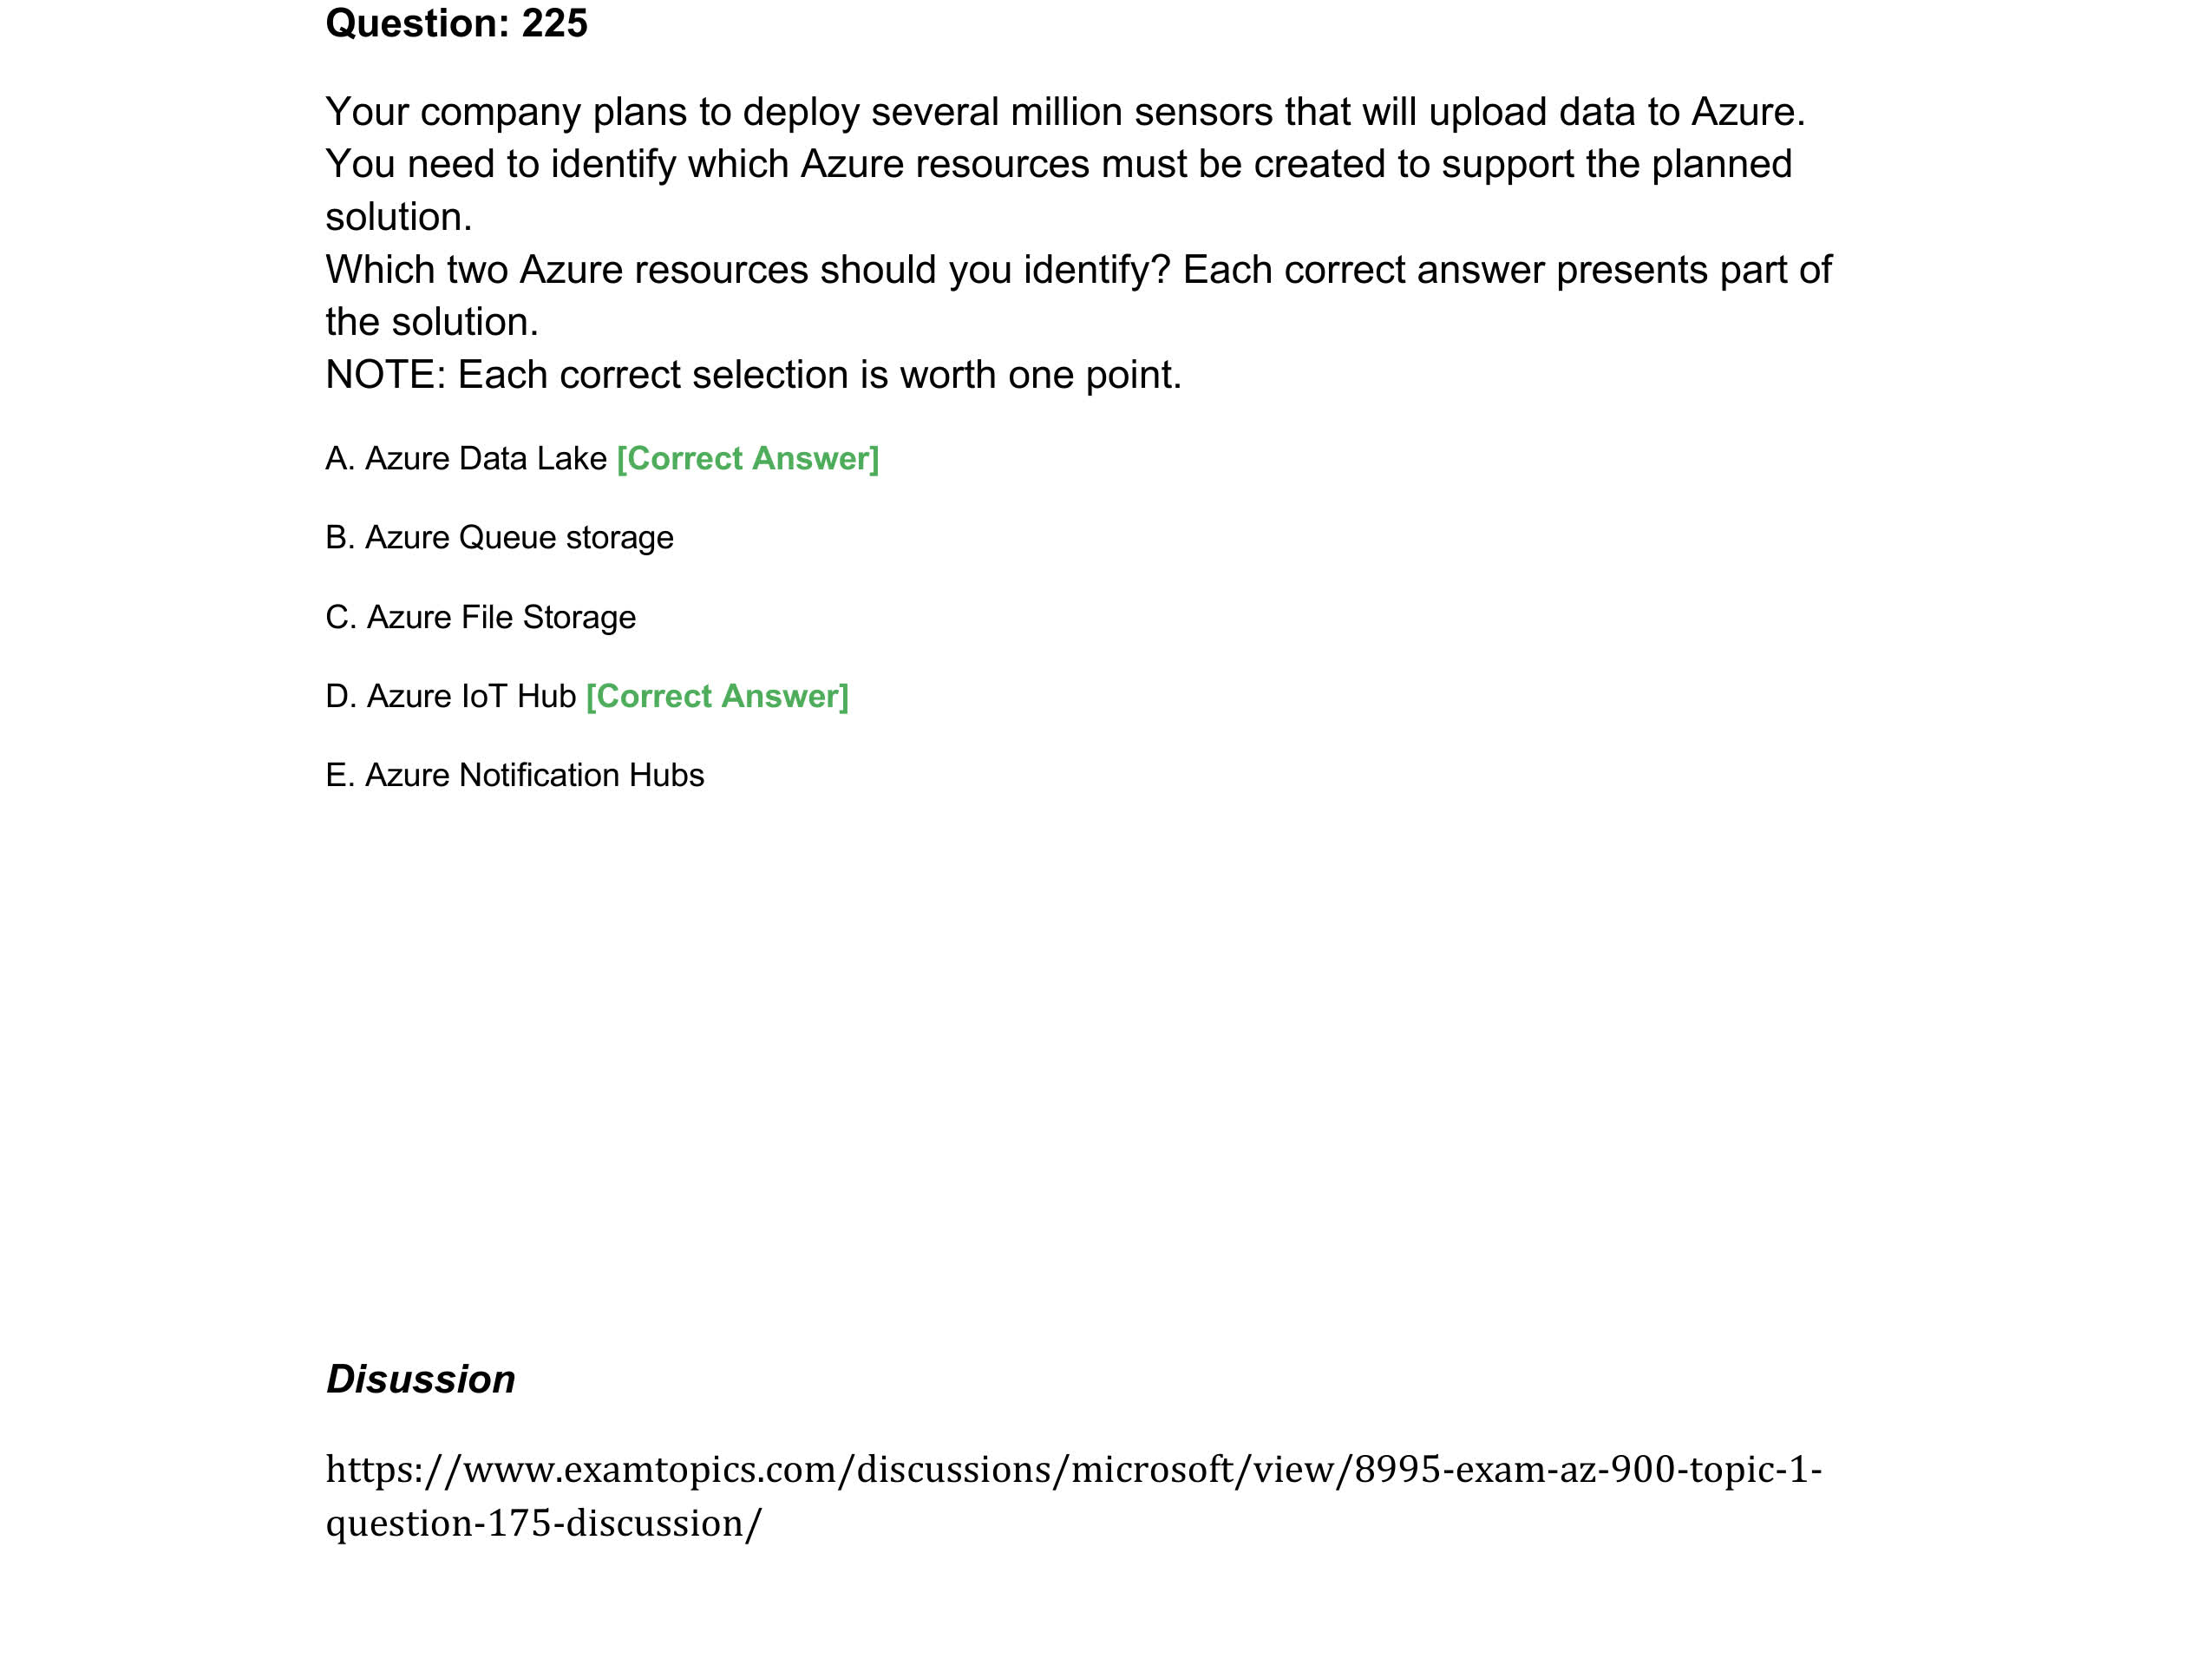 Question: 225
Your company plans to deploy several million sensors that will upload data to Azure.
You need to identify which Azure resources must be created to support the planned
solution.
Which two Azure resources should you identify? Each correct answer presents part of
the solution.
NOTE: Each correct selection is worth one point.
A. Azure Data Lake [Correct Answer]
B. Azure Queue storage
C. Azure File Storage
D. Azure IoT Hub [Correct Answer]
E. Azure Notification Hubs
Disussion
https://www.examtopics.com/discussions/microsoft/view/8995-exam-az-900-topic-1-
question-175-discussion/